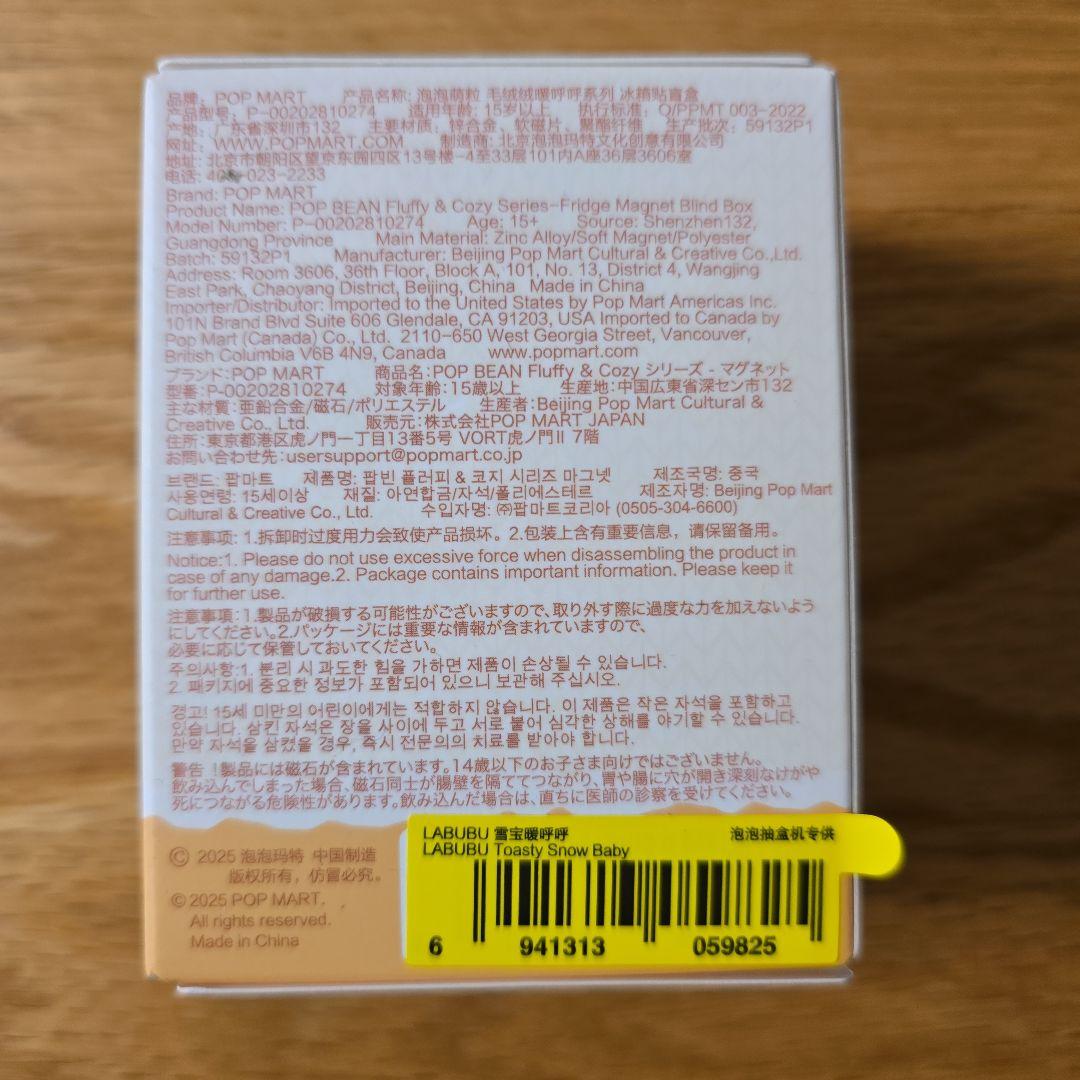 品牌: POP MART 产品名称: 泡泡萌粒 毛绒绒暖呼呼系列 冰箱贴盲盒
产品型号: P-00202810274 适用年龄: 15岁以上 执行标准: Q/PPMT 003-2022
产地: 广东省深圳市132 主要材质: 锌合金、软磁片、聚酯纤维 生产批次: 59132P1
网址: WWW.POPMART.COM 制造商: 北京泡泡玛特文化创意有限公司
地址: 北京市朝阳区望京东园四区13号楼-4至33层101内A座36层3606室
电话: 400-023-2233
Brand: POP MART
Product Name: POP BEAN Fluffy & Cozy Series-Fridge Magnet Blind Box
Model Number: P-00202810274 Age: 15+ Source: Shenzhen132,
Guangdong Province Main Material: Zinc Alloy/Soft Magnet/Polyester
Batch: 59132P1 Manufacturer: Beijing Pop Mart Cultural & Creative Co.,Ltd.
Address: Room 3606, 36th Floor, Block A, 101, No. 13, District 4, Wangjing
East Park, Chaoyang District, Beijing, China Made in China
Importer/Distributor: Imported to the United States by Pop Mart Americas Inc.
101N Brand Blvd Suite 606 Glendale, CA 91203, USA Imported to Canada by
Pop Mart (Canada) Co., Ltd. 2110-650 West Georgia Street, Vancouver,
British Columbia V6B 4N9, Canada www.popmart.com
ブランド:POP MART 商品名:POP BEAN Fluffy & Cozy シリーズ - マグネット
型番:P-00202810274 対象年齢:15歳以上 生産地:中国広東省深セン市132
主な材質:亜鉛合金/磁石/ポリエステル 生産者:Beijing Pop Mart Cultural &
Creative Co., Ltd. 販売元:株式会社POP MART JAPAN
住所:東京都港区虎ノ門一丁目13番5号 VORT虎ノ門II 7階
お問い合わせ先:usersupport@popmart.co.jp
브랜드: 팝마트 제품명: 팝빈 플러피 & 코지 시리즈 마그넷 제조국명: 중국
사용연령: 15세이상 재질: 아연합금/자석/폴리에스테르 제조자명: Beijing Pop Mart
Cultural & Creative Co., Ltd. 수입자명: ㈜팝마트코리아 (0505-304-6600)
注意事项: 1.拆卸时过度用力会致使产品损坏。2.包装上含有重要信息，请保留备用。
Notice:1. Please do not use excessive force when disassembling the product in
case of any damage.2. Package contains important information. Please keep it
for further use.
注意事項:1.製品が破損する可能性がございますので、取り外す際に過度な力を加えないよう
にしてください。2.パッケージには重要な情報が含まれていますので、
必要に応じて保管しておいてください。
주의사항:1. 분리 시 과도한 힘을 가하면 제품이 손상될 수 있습니다.
2. 패키지에 중요한 정보가 포함되어 있으니 보관해 주십시오.
경고! 15세 미만의 어린이에게는 적합하지 않습니다. 이 제품은 작은 자석을 포함하고
있습니다. 삼킨 자석은 장을 사이에 두고 서로 붙어 심각한 상해를 야기할 수 있습니다.
만약 자석을 삼켰을 경우, 즉시 전문의의 치료를 받아야 합니다.
警告！製品には磁石が含まれています。14歳以下のお子さま向けではございません。
飲み込んでしまった場合、磁石同士が腸壁を隔ててつながり、胃や腸に穴が開き深刻なけがや
死につながる危険性があります。飲み込んだ場合は、直ちに医師の診察を受けてください。
© 2025 泡泡玛特 中国制造
版权所有，仿冒必究。
© 2025 POP MART.
All rights reserved.
Made in China
LABUBU 雪宝暖呼呼 泡泡抽盒机专供
LABUBU Toasty Snow Baby
6 941313 059825